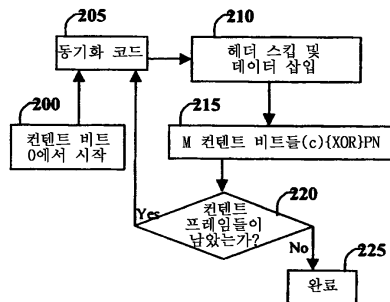 205
210
동기화 코드
헤더 스킵 및
데이터 삽입
200
215
컨텐트 비트
0에서 시작
M 컨텐트 비트들(c){XOR}PN
220
Yes
컨텐트
프레임들이
남았는가?
No
225
완료